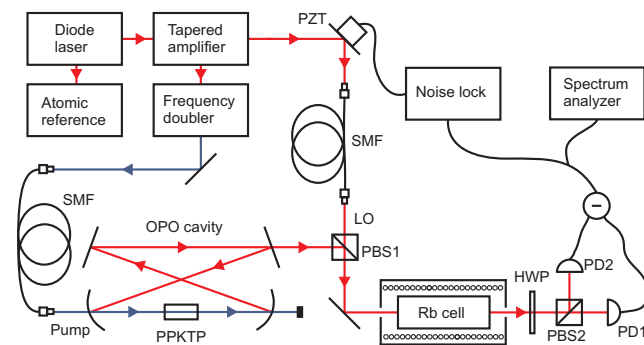 Diode
laser
Tapered
amplifier
PZT
Atomic
reference
Frequency
doubler
Noise lock
Spectrum
analyzer
SMF
SMF
LO
OPO cavity
PBS1
PD2
HWP
Rb cell
Pump
PPKTP
PBS2
PD1